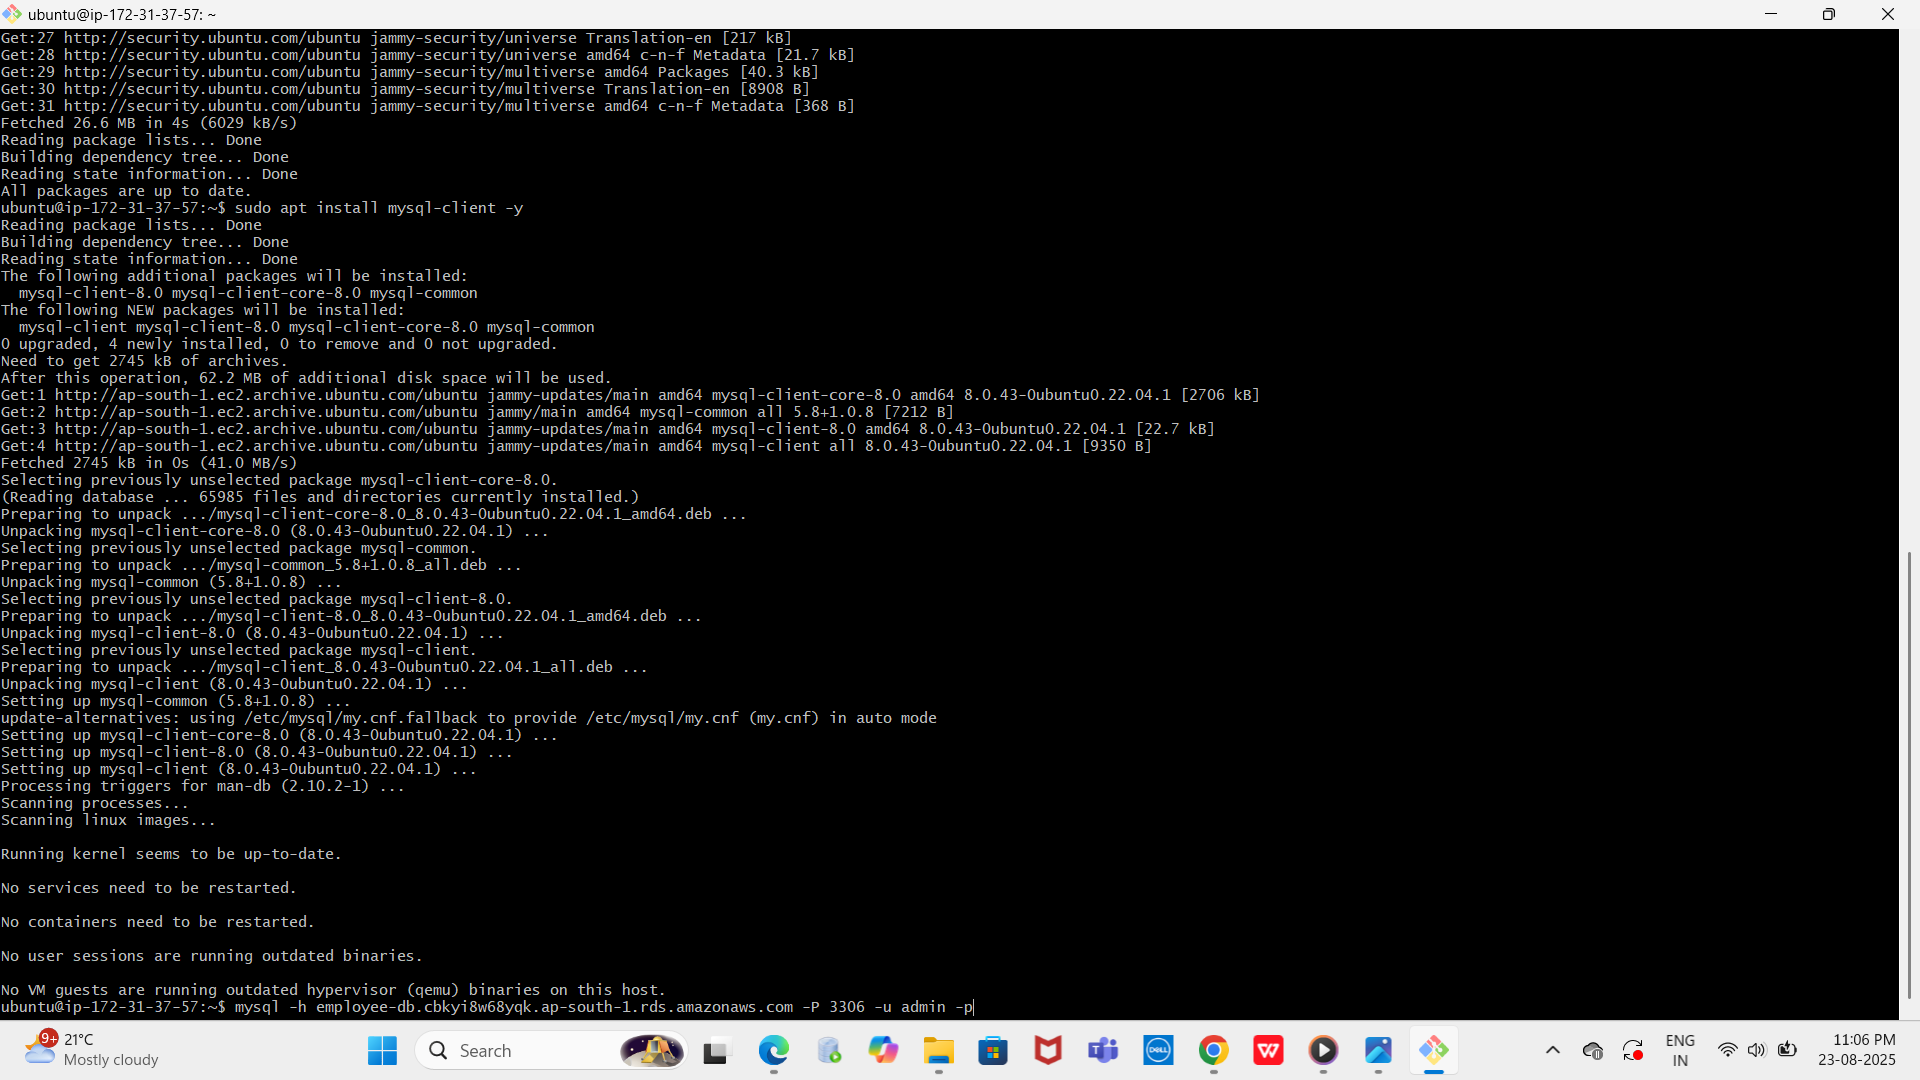 ubuntu@ip-172-31-37-57: ~
Get:27 http://security.ubuntu.com/ubuntu jammy-security/universe Translation-en [217 kB]
Get:28 http://security.ubuntu.com/ubuntu jammy-security/universe amd64 c-n-f Metadata [21.7 kB]
Get:29 http://security.ubuntu.com/ubuntu jammy-security/multiverse amd64 Packages [40.3 kB]
Get:30 http://security.ubuntu.com/ubuntu jammy-security/multiverse Translation-en [8908 B]
Get:31 http://security.ubuntu.com/ubuntu jammy-security/multiverse amd64 c-n-f Metadata [368 B]
Fetched 26.6 MB in 4s (6029 kB/s)
Reading package lists... Done
Building dependency tree... Done
Reading state information... Done
All packages are up to date.
ubuntu@ip-172-31-37-57:~$ sudo apt install mysql-client -y
Reading package lists... Done
Building dependency tree... Done
Reading state information... Done
The following additional packages will be installed:
  mysql-client-8.0 mysql-client-core-8.0 mysql-common
The following NEW packages will be installed:
  mysql-client mysql-client-8.0 mysql-client-core-8.0 mysql-common
0 upgraded, 4 newly installed, 0 to remove and 0 not upgraded.
Need to get 2745 kB of archives.
After this operation, 62.2 MB of additional disk space will be used.
Get:1 http://ap-south-1.ec2.archive.ubuntu.com/ubuntu jammy-updates/main amd64 mysql-client-core-8.0 amd64 8.0.43-0ubuntu0.22.04.1 [2706 kB]
Get:2 http://ap-south-1.ec2.archive.ubuntu.com/ubuntu jammy/main amd64 mysql-common all 5.8+1.0.8 [7212 B]
Get:3 http://ap-south-1.ec2.archive.ubuntu.com/ubuntu jammy-updates/main amd64 mysql-client-8.0 amd64 8.0.43-0ubuntu0.22.04.1 [22.7 kB]
Get:4 http://ap-south-1.ec2.archive.ubuntu.com/ubuntu jammy-updates/main amd64 mysql-client all 8.0.43-0ubuntu0.22.04.1 [9350 B]
Fetched 2745 kB in 0s (41.0 MB/s)
Selecting previously unselected package mysql-client-core-8.0.
(Reading database ... 65985 files and directories currently installed.)
Preparing to unpack .../mysql-client-core-8.0_8.0.43-0ubuntu0.22.04.1_amd64.deb ...
Unpacking mysql-client-core-8.0 (8.0.43-0ubuntu0.22.04.1) ...
Selecting previously unselected package mysql-common.
Preparing to unpack .../mysql-common_5.8+1.0.8_all.deb ...
Unpacking mysql-common (5.8+1.0.8) ...
Selecting previously unselected package mysql-client-8.0.
Preparing to unpack .../mysql-client-8.0_8.0.43-0ubuntu0.22.04.1_amd64.deb ...
Unpacking mysql-client-8.0 (8.0.43-0ubuntu0.22.04.1) ...
Selecting previously unselected package mysql-client.
Preparing to unpack .../mysql-client_8.0.43-0ubuntu0.22.04.1_all.deb ...
Unpacking mysql-client (8.0.43-0ubuntu0.22.04.1) ...
Setting up mysql-common (5.8+1.0.8) ...
update-alternatives: using /etc/mysql/my.cnf.fallback to provide /etc/mysql/my.cnf (my.cnf) in auto mode
Setting up mysql-client-core-8.0 (8.0.43-0ubuntu0.22.04.1) ...
Setting up mysql-client-8.0 (8.0.43-0ubuntu0.22.04.1) ...
Setting up mysql-client (8.0.43-0ubuntu0.22.04.1) ...
Processing triggers for man-db (2.10.2-1) ...
Scanning processes...
Scanning linux images...
Running kernel seems to be up-to-date.
No services need to be restarted.
No containers need to be restarted.
No user sessions are running outdated binaries.
No VM guests are running outdated hypervisor (qemu) binaries on this host.
ubuntu@ip-172-31-37-57:~$ mysql -h employee-db.cbkyi8w68yqk.ap-south-1.rds.amazonaws.com -P 3306 -u admin -p
9+ 21°C
Mostly cloudy
Search
DELL
W
ENG
IN
11:06 PM
23-08-2025